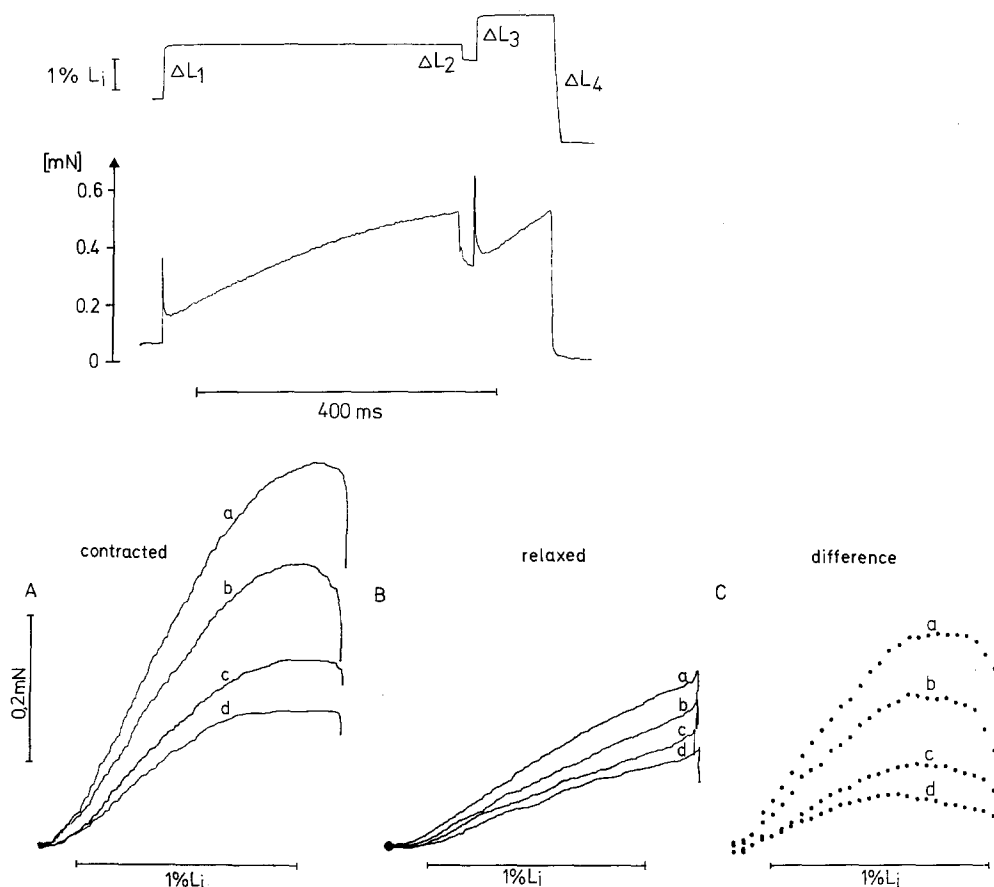 1% Li
ΔL1
ΔL2
ΔL3
ΔL4
[mN]
0.6
0.4
0.2
0
400 ms
contracted
relaxed
difference
A
B
C
a
b
c
d
a
b
c
d
a
b
c
d
0,2mN
1%Li
1%Li
1%Li